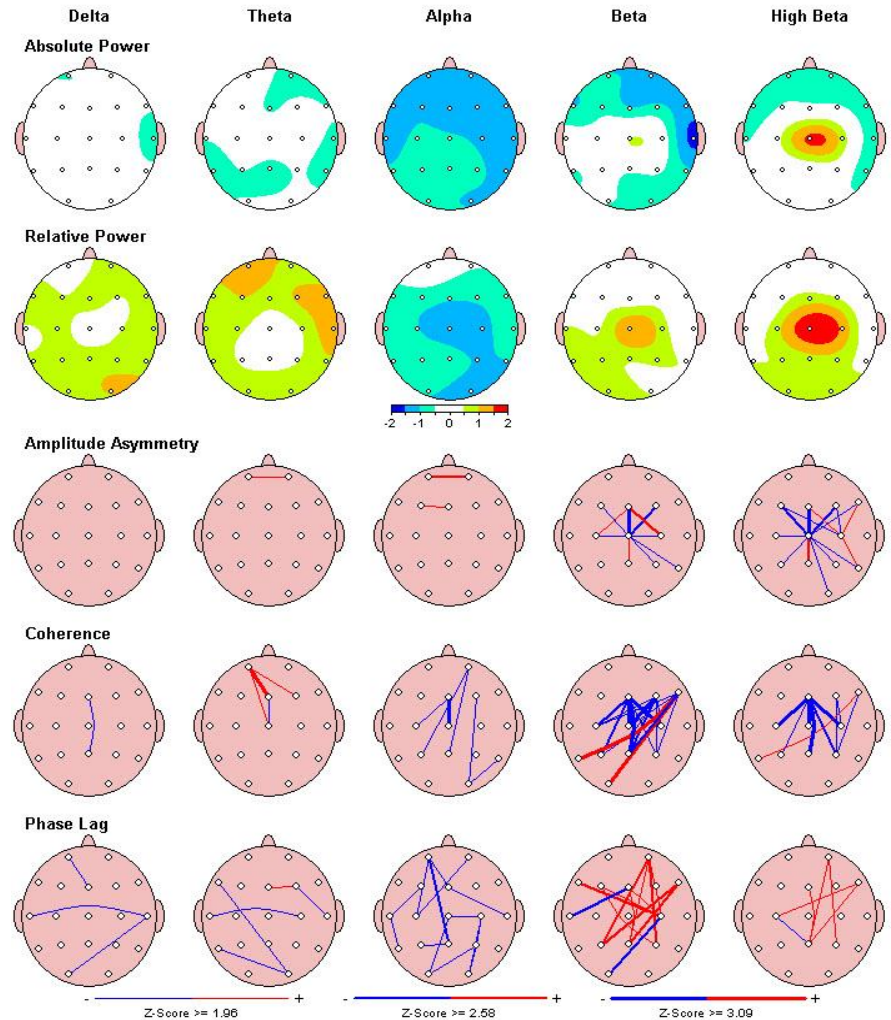 Delta Theta Alpha Beta High Beta
Absolute Power
Relative Power
-2 -1 0 1 2
Amplitude Asymmetry
Coherence
Phase Lag
- + - + - +
Z-Score >= 1.96 Z-Score >= 2.58 Z-Score >= 3.09